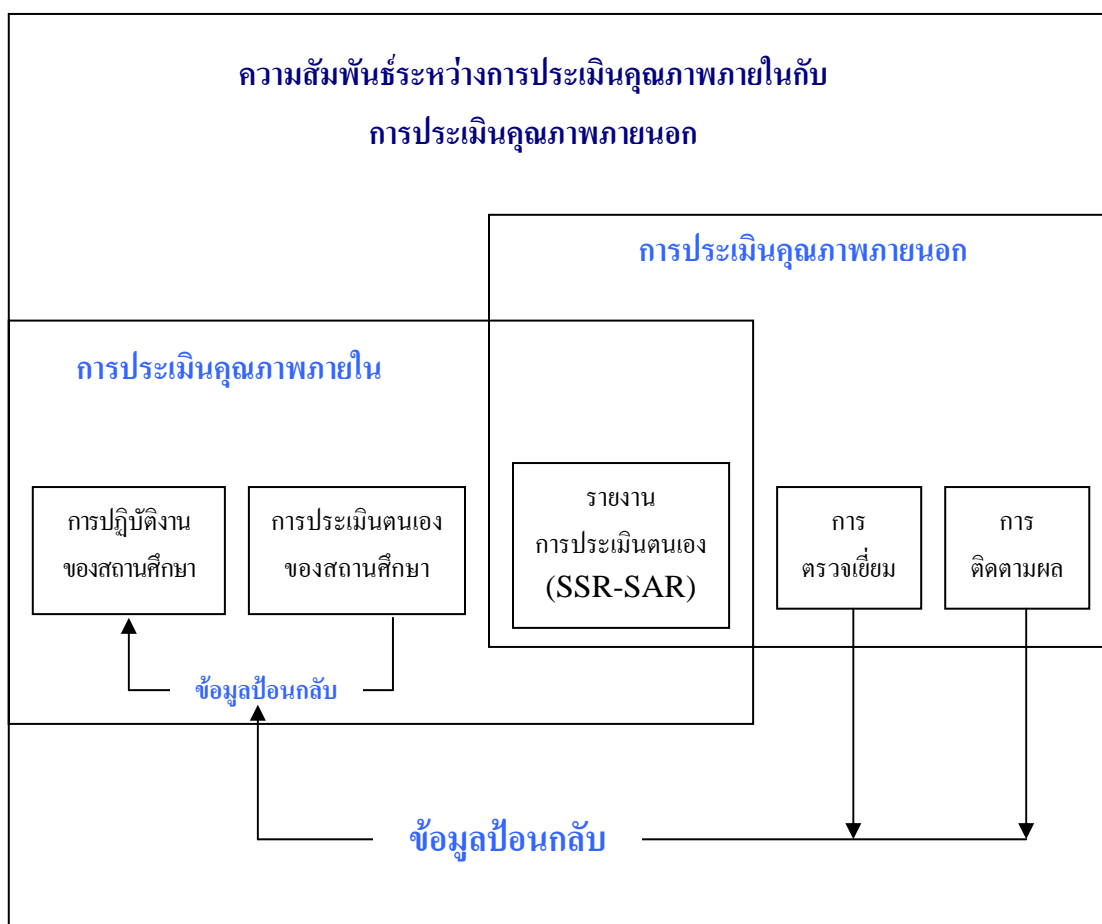 ความสัมพันธ์ระหว่างการประเมินคุณภาพภายในกับ
การประเมินคุณภาพภายนอก
การประเมินคุณภาพภายนอก
การประเมินคุณภาพภายใน
การปฏิบัติงาน
ของสถานศึกษา
การประเมินตนเอง
ของสถานศึกษา
รายงาน
การประเมินตนเอง
(SSR-SAR)
การ
ตรวจเยี่ยม
การ
ติดตามผล
ข้อมูลป้อนกลับ
ข้อมูลป้อนกลับ